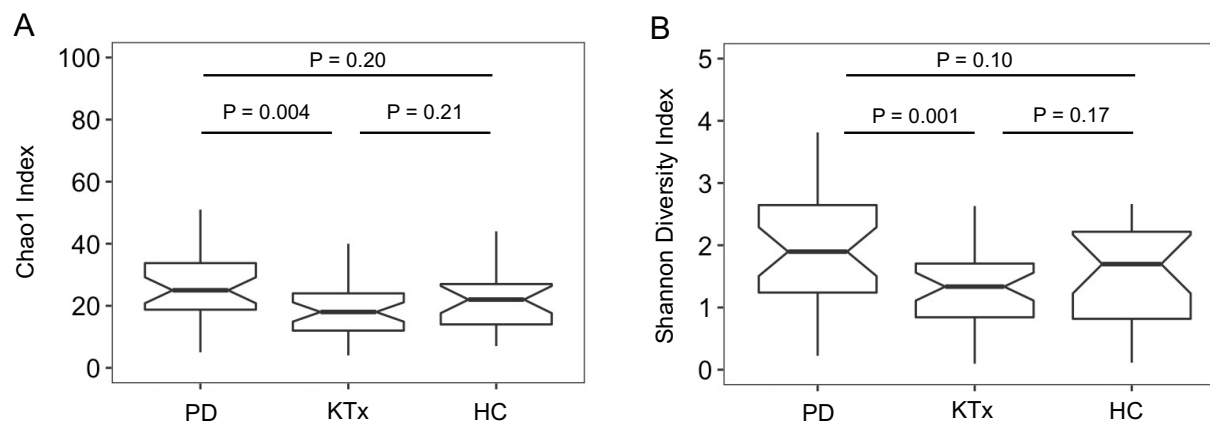 A
Chao1 Index
100
80
60
40
20
0
P = 0.20
P = 0.004
P = 0.21
PD
KTx
HC
B
Shannon Diversity Index
5
4
3
2
1
0
P = 0.10
P = 0.001
P = 0.17
PD
KTx
HC